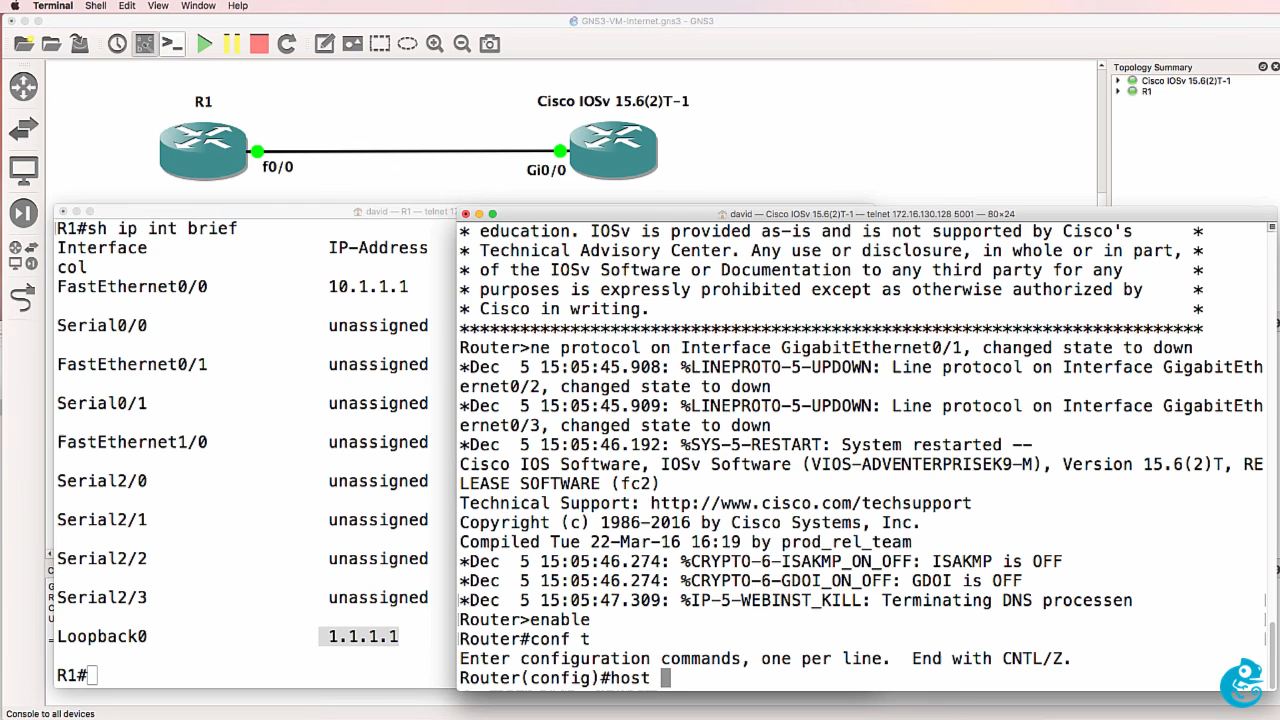 Terminal Shell Edit View Window Help
GNS3-VM-Internet.gns3 - GNS3
Topology Summary
Cisco IOSv 15.6(2)T-1
R1
R1
Cisco IOSv 15.6(2)T-1
f0/0
Gi0/0
david — R1 — telnet 17
R1#sh ip int brief
Interface IP-Address
col
FastEthernet0/0 10.1.1.1
Serial0/0 unassigned
FastEthernet0/1 unassigned
Serial0/1 unassigned
FastEthernet1/0 unassigned
Serial2/0 unassigned
Serial2/1 unassigned
Serial2/2 unassigned
Serial2/3 unassigned
Loopback0 1.1.1.1
R1#
david — Cisco IOSv 15.6(2)T-1 — telnet 172.16.130.128 5001 — 80×24
* education. IOSv is provided as-is and is not supported by Cisco's *
* Technical Advisory Center. Any use or disclosure, in whole or in part, *
* of the IOSv Software or Documentation to any third party for any *
* purposes is expressly prohibited except as otherwise authorized by *
* Cisco in writing. *
**************************************************************************
Router>ne protocol on Interface GigabitEthernet0/1, changed state to down
*Dec  5 15:05:45.908: %LINEPROTO-5-UPDOWN: Line protocol on Interface GigabitEth
ernet0/2, changed state to down
*Dec  5 15:05:45.909: %LINEPROTO-5-UPDOWN: Line protocol on Interface GigabitEth
ernet0/3, changed state to down
*Dec  5 15:05:46.192: %SYS-5-RESTART: System restarted --
Cisco IOS Software, IOSv Software (VIOS-ADVENTERPRISEK9-M), Version 15.6(2)T, RE
LEASE SOFTWARE (fc2)
Technical Support: http://www.cisco.com/techsupport
Copyright (c) 1986-2016 by Cisco Systems, Inc.
Compiled Tue 22-Mar-16 16:19 by prod_rel_team
*Dec  5 15:05:46.274: %CRYPTO-6-ISAKMP_ON_OFF: ISAKMP is OFF
*Dec  5 15:05:46.274: %CRYPTO-6-GDOI_ON_OFF: GDOI is OFF
*Dec  5 15:05:47.309: %IP-5-WEBINST_KILL: Terminating DNS processen
Router>enable
Router#conf t
Enter configuration commands, one per line.  End with CNTL/Z.
Router(config)#host
Console to all devices